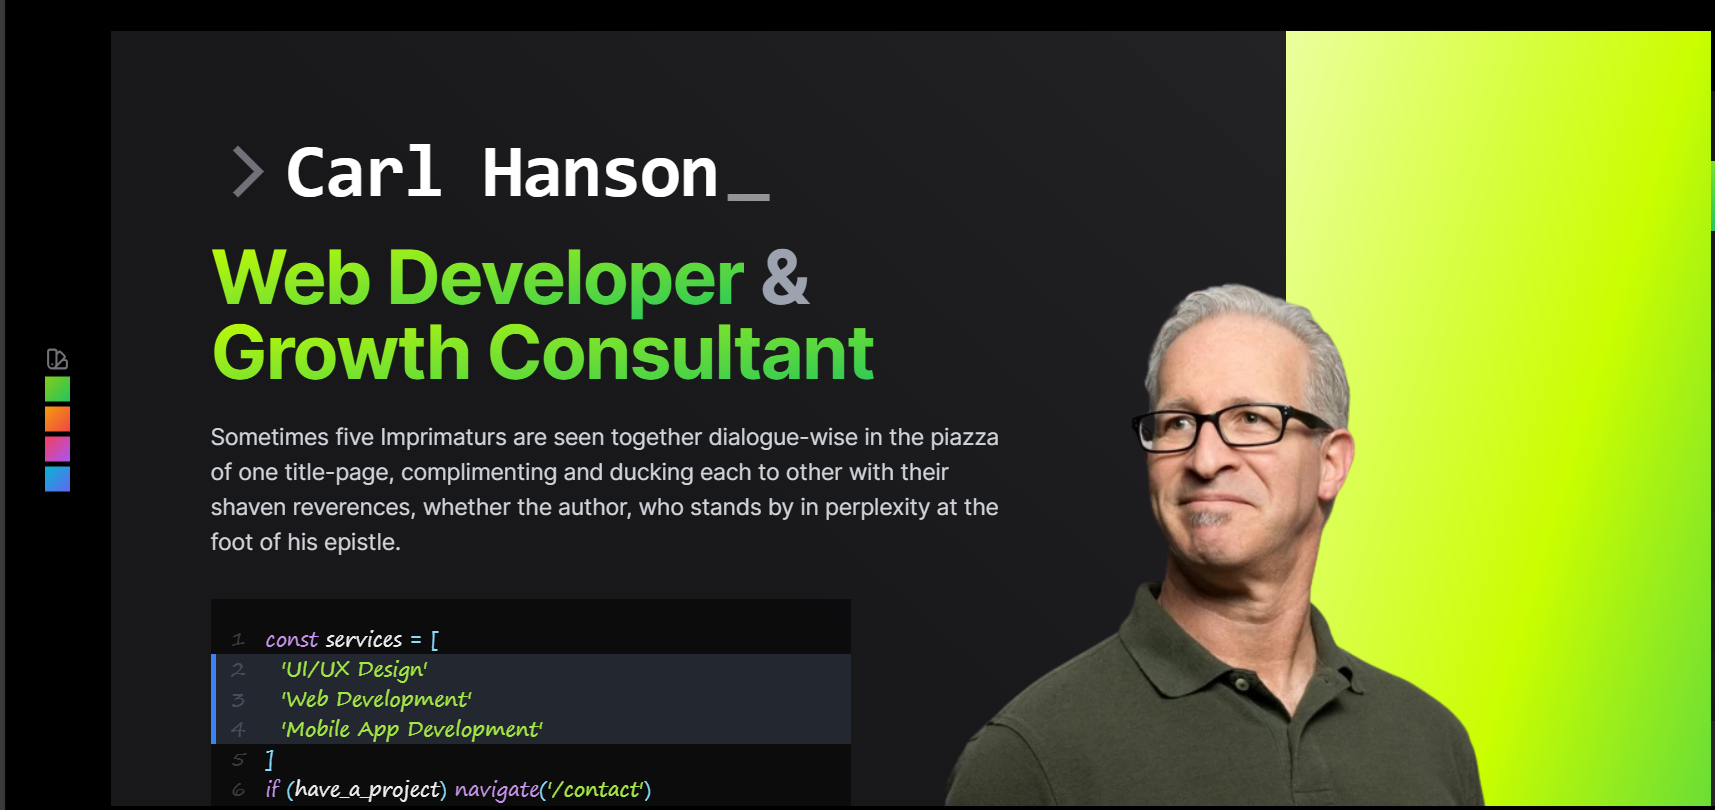 > Carl Hanson_
Web Developer &
Growth Consultant
Sometimes five Imprimaturs are seen together dialogue-wise in the piazza
of one title-page, complimenting and ducking each to other with their
shaven reverences, whether the author, who stands by in perplexity at the
foot of his epistle.
1 const services = [
2 'UI/UX Design'
3 'Web Development'
4 'Mobile App Development'
5 ]
6 if (have_a_project) navigate('/contact')